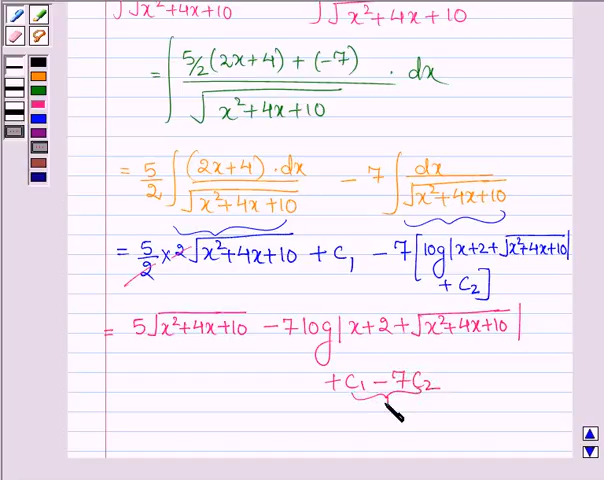 ∫√x²+4x+10 ∫√x²+4x+10
= ∫ 5/2(2x+4) + (-7) / √x²+4x+10 · dx
= 5/2 ∫ (2x+4)·dx / √x²+4x+10 − 7 ∫ dx / √x²+4x+10
= 5/2 × 2√x²+4x+10 + C₁ − 7[log|x+2+√x²+4x+10|
+ C₂]
= 5√x²+4x+10 − 7log|x+2+√x²+4x+10|
+ C₁ − 7C₂